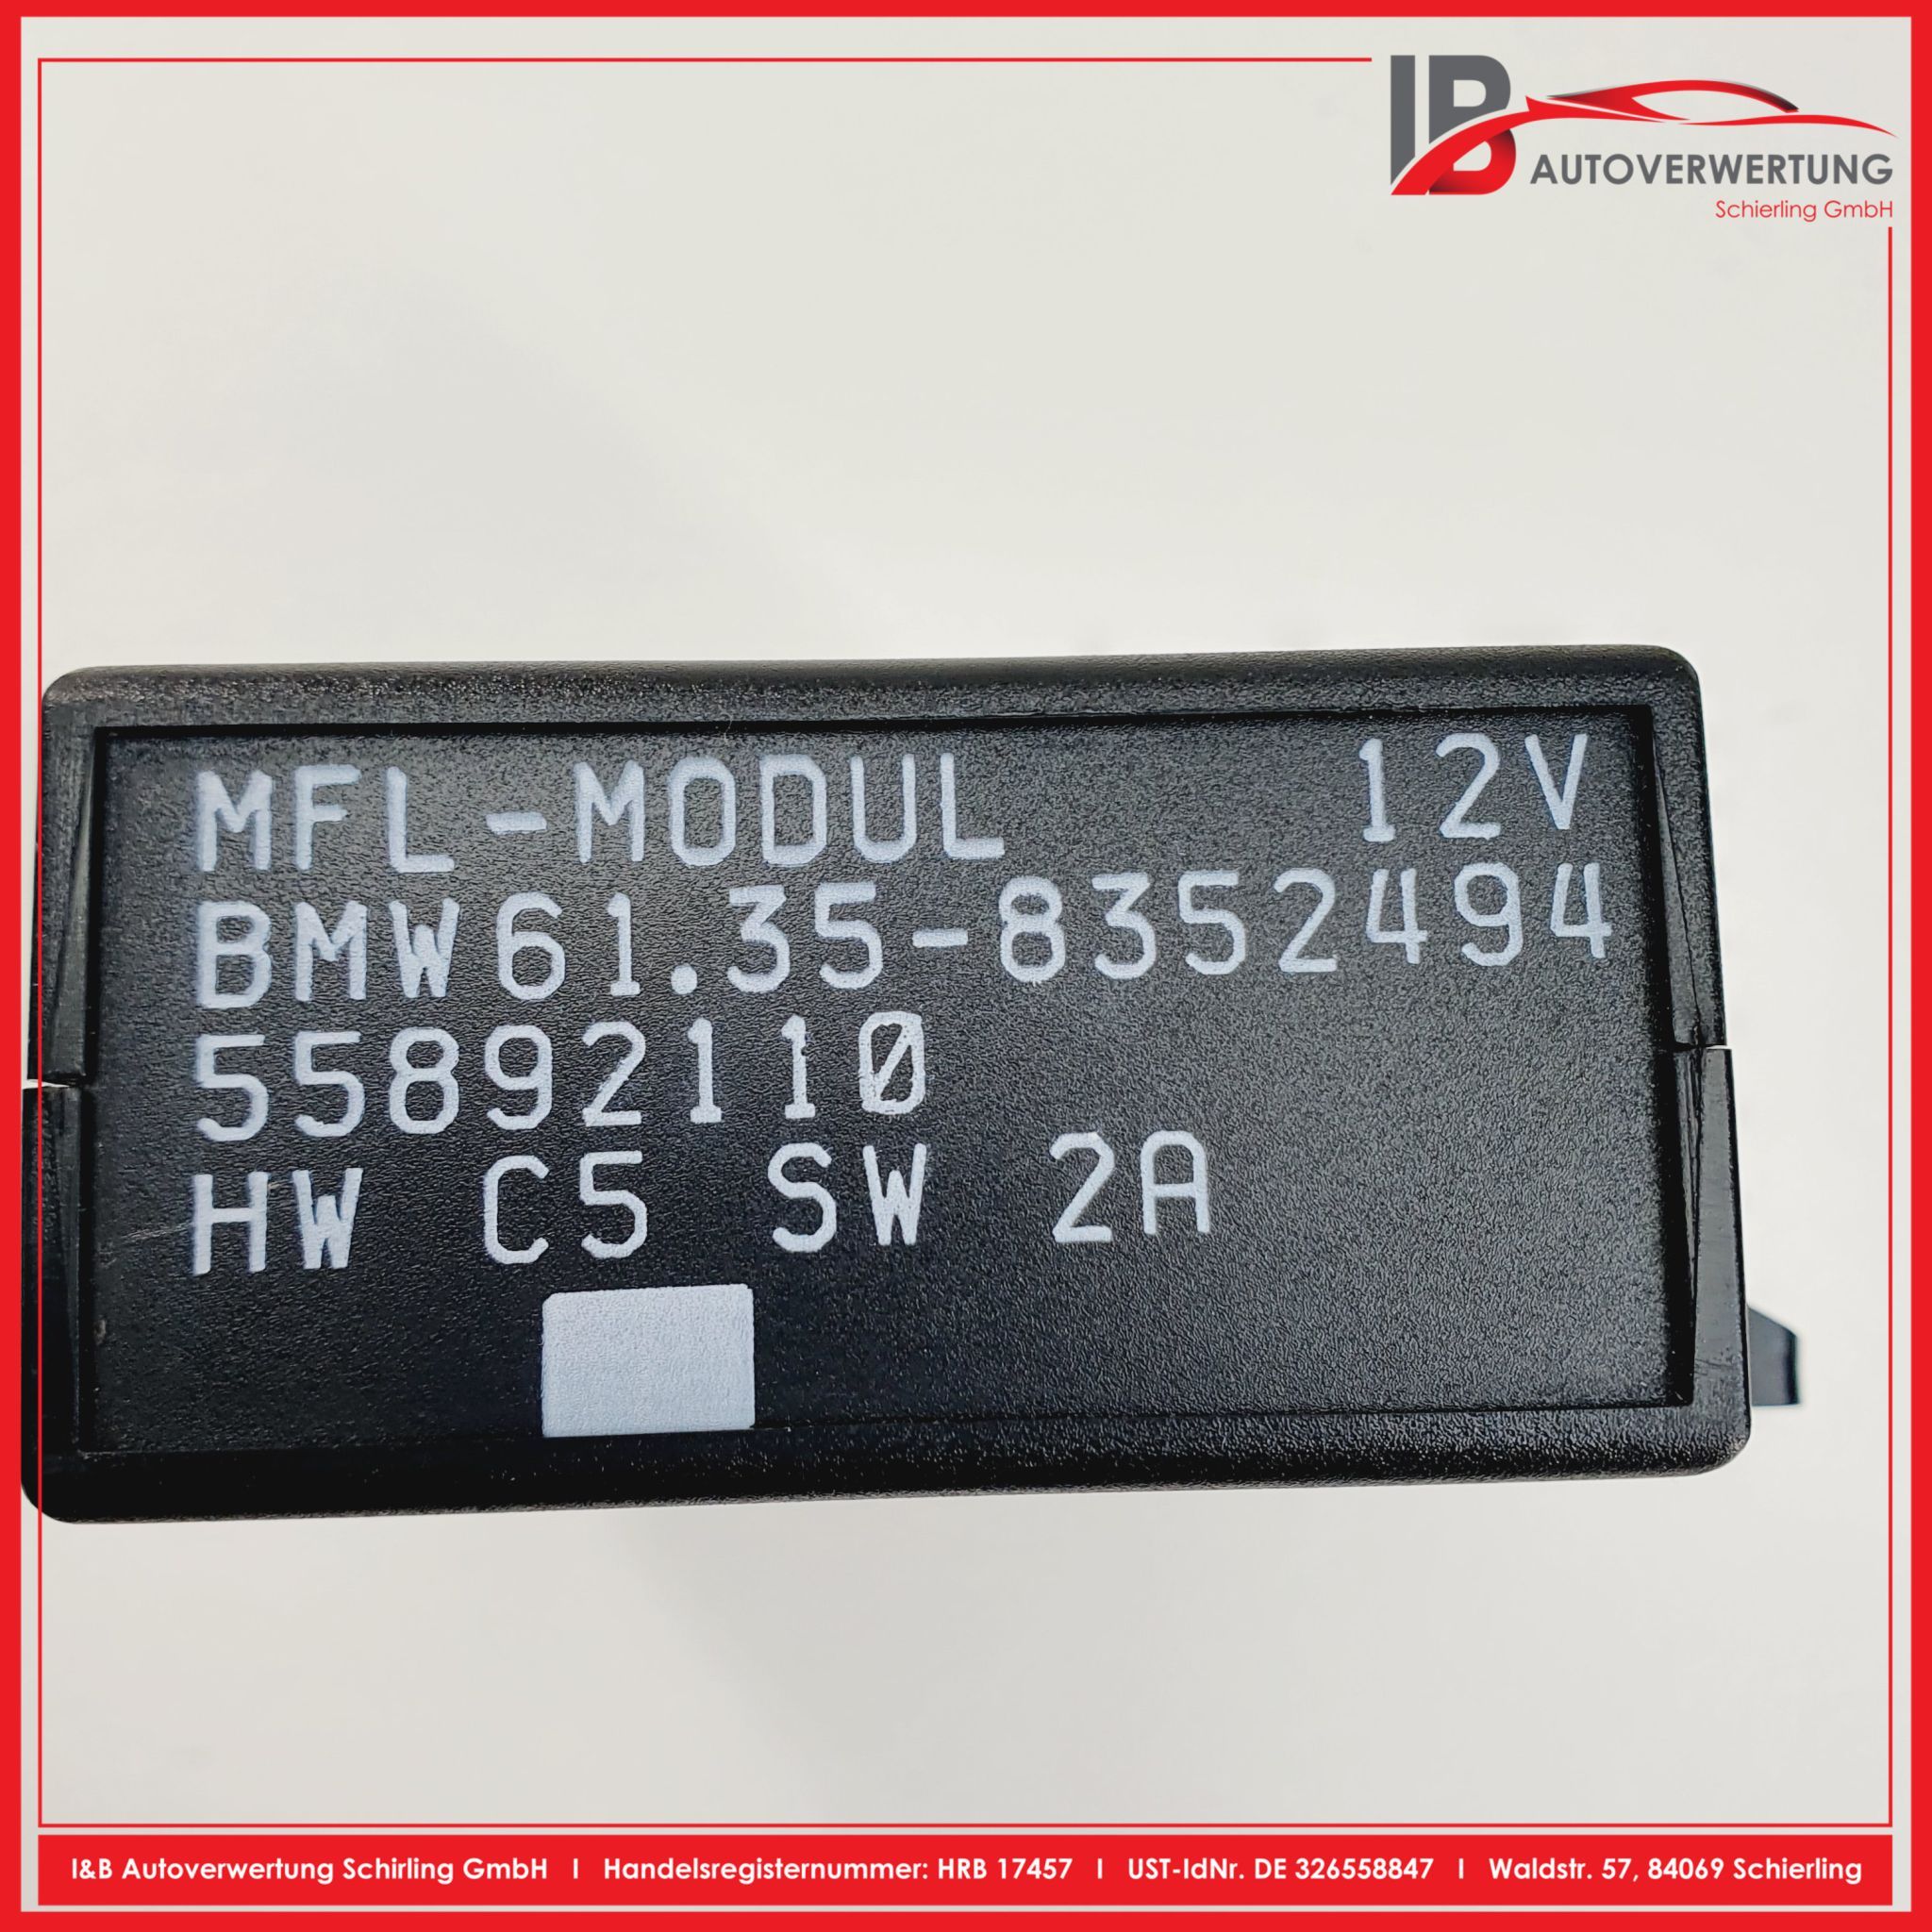 IB AUTOVERWERTUNG
Schierling GmbH
MFL-MODUL 12V
BMW61.35-8352494
55892110
HW C5 SW 2A
I&B Autoverwertung Schirling GmbH I Handelsregisternummer: HRB 17457 I UST-IdNr. DE 326558847 I Waldstr. 57, 84069 Schierling